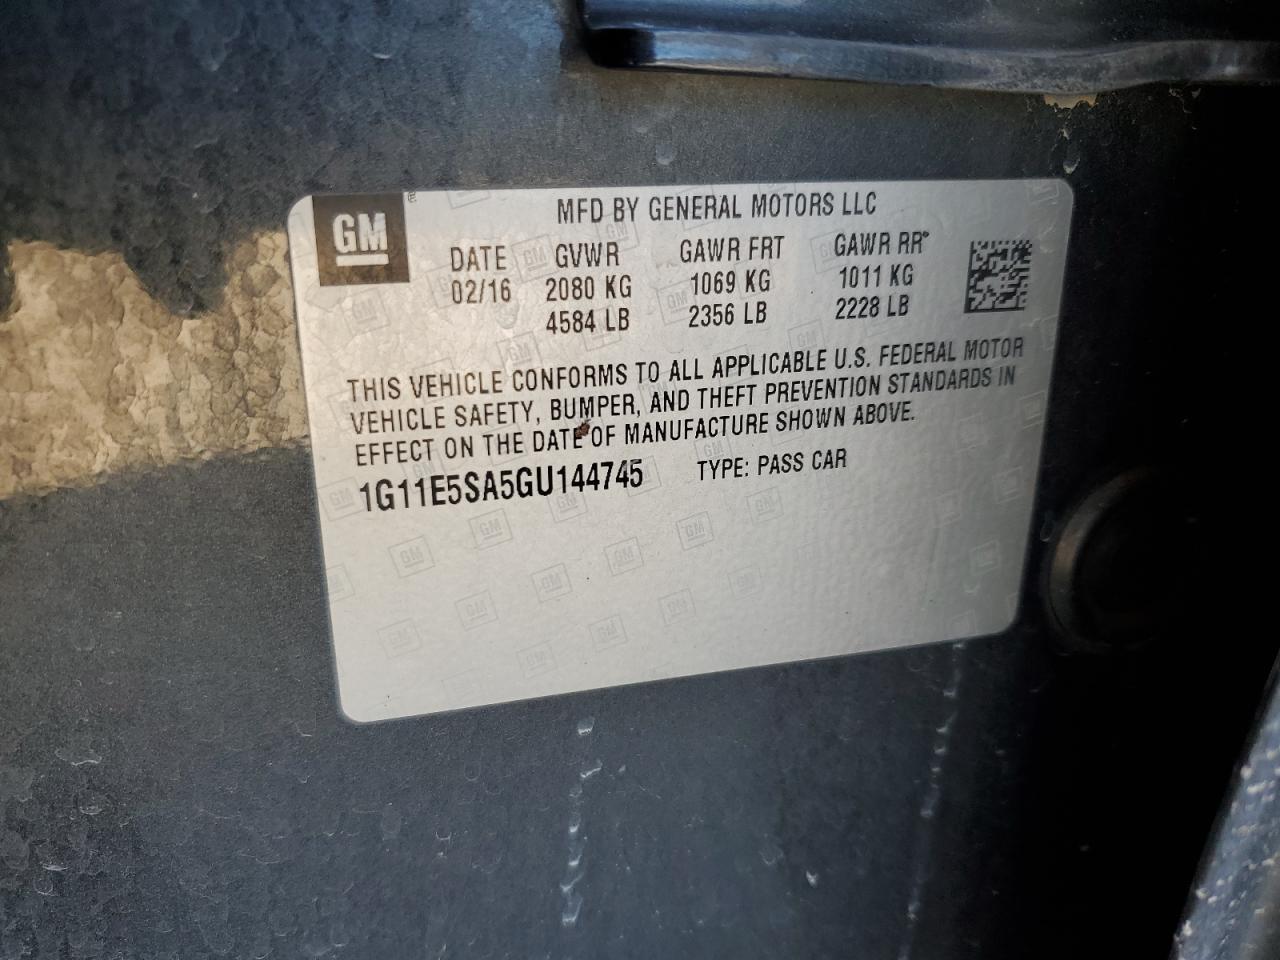 GM
MFD BY GENERAL MOTORS LLC
DATE GVWR GAWR FRT GAWR RR
02/16 2080 KG 1069 KG 1011 KG
4584 LB 2356 LB 2228 LB
THIS VEHICLE CONFORMS TO ALL APPLICABLE U.S. FEDERAL MOTOR
VEHICLE SAFETY, BUMPER, AND THEFT PREVENTION STANDARDS IN
EFFECT ON THE DATE OF MANUFACTURE SHOWN ABOVE.
1G11E5SA5GU144745 TYPE: PASS CAR